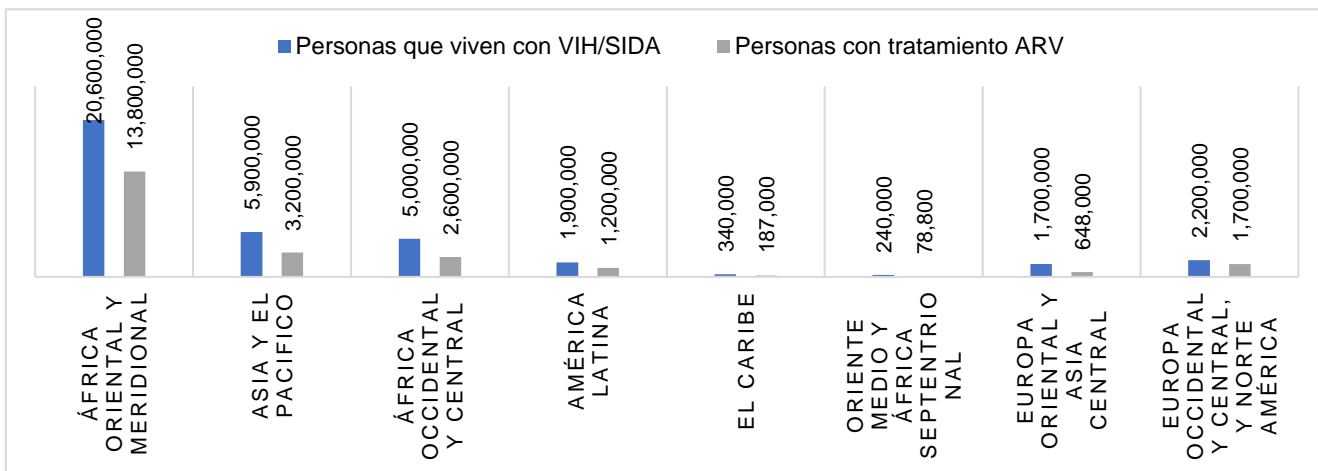 Personas que viven con VIH/SIDA
Personas con tratamiento ARV
20,600,000
13,800,000
5,900,000
3,200,000
5,000,000
2,600,000
1,900,000
1,200,000
340,000
187,000
240,000
78,800
1,700,000
648,000
2,200,000
1,700,000
ÁFRICA
ORIENTAL Y
MERIDIONAL
ASIA Y EL
PACIFICO
ÁFRICA
OCCIDENTAL
Y CENTRAL
AMÉRICA
LATINA
EL CARIBE
ORIENTE
MEDIO Y
ÁFRICA
SEPTENTRIO
NAL
EUROPA
ORIENTAL Y
ASIA
CENTRAL
EUROPA
OCCIDENTAL
Y CENTRAL,
Y NORTE
AMÉRICA